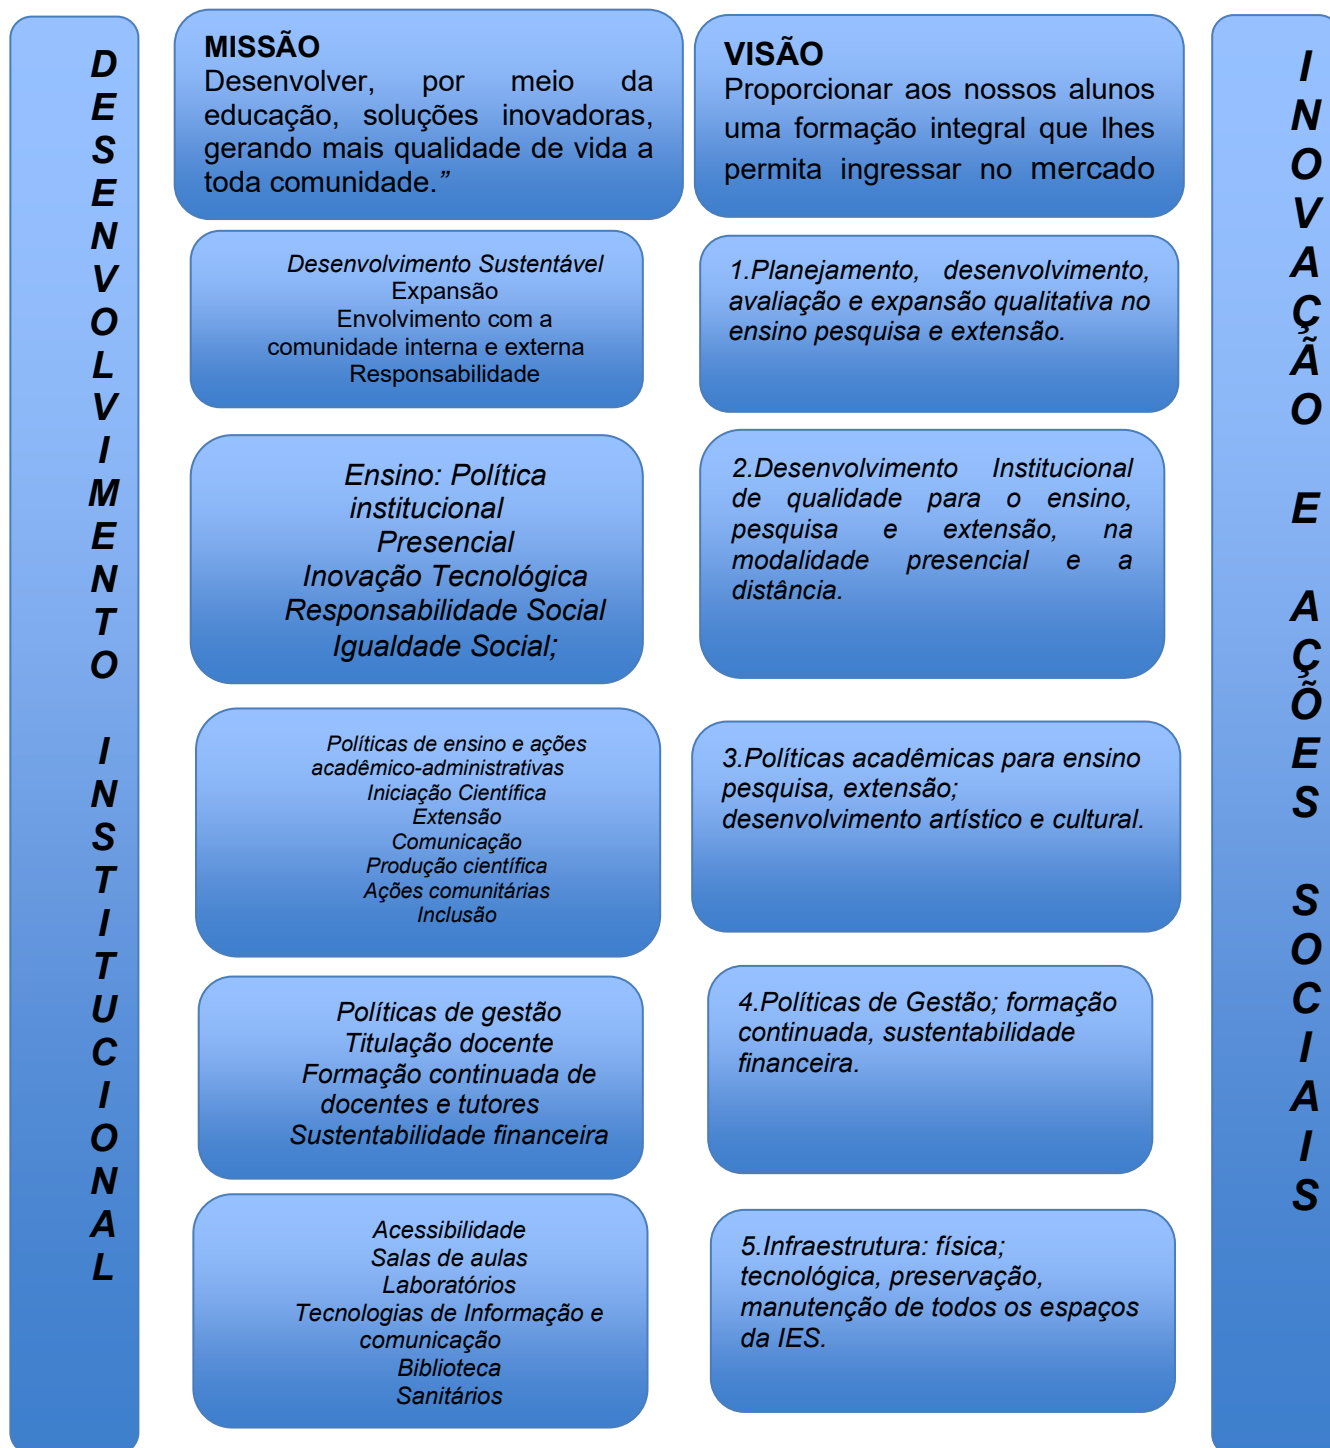 DESENVOLVIMENTO INSTITUCIONAL
MISSÃO
Desenvolver, por meio da
educação, soluções inovadoras,
gerando mais qualidade de vida a
toda comunidade.”
VISÃO
Proporcionar aos nossos alunos
uma formação integral que lhes
permita ingressar no mercado
Desenvolvimento Sustentável
Expansão
Envolvimento com a
comunidade interna e externa
Responsabilidade
1.Planejamento, desenvolvimento,
avaliação e expansão qualitativa no
ensino pesquisa e extensão.
Ensino: Política
institucional
Presencial
Inovação Tecnológica
Responsabilidade Social
Igualdade Social;
2.Desenvolvimento Institucional
de qualidade para o ensino,
pesquisa e extensão, na
modalidade presencial e a
distância.
Políticas de ensino e ações
acadêmico-administrativas
Iniciação Científica
Extensão
Comunicação
Produção científica
Ações comunitárias
Inclusão
3.Políticas acadêmicas para ensino
pesquisa, extensão;
desenvolvimento artístico e cultural.
Políticas de gestão
Titulação docente
Formação continuada de
docentes e tutores
Sustentabilidade financeira
4.Políticas de Gestão; formação
continuada, sustentabilidade
financeira.
Acessibilidade
Salas de aulas
Laboratórios
Tecnologias de Informação e
comunicação
Biblioteca
Sanitários
5.Infraestrutura: física;
tecnológica, preservação,
manutenção de todos os espaços
da IES.
INOVAÇÃO E AÇÕES SOCIAIS